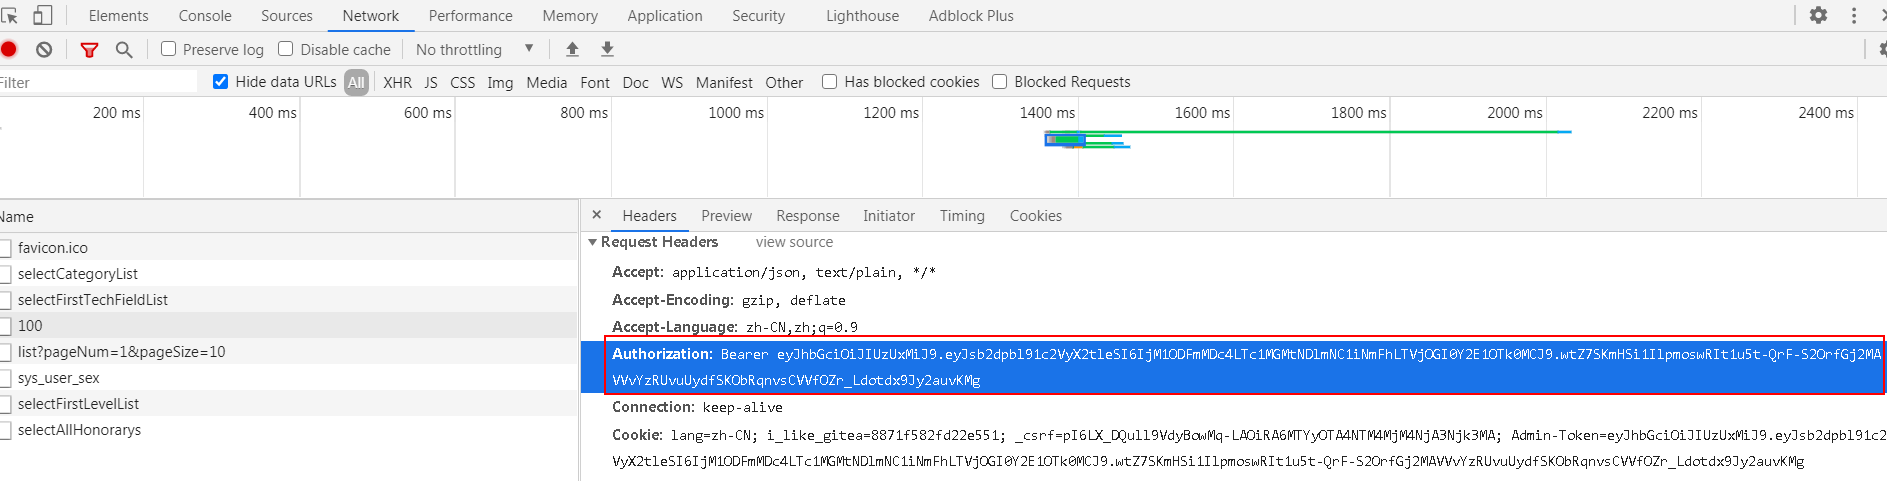 Elements Console Sources Network Performance Memory Application Security Lighthouse Adblock Plus
Preserve log Disable cache No throttling
Filter Hide data URLs All XHR JS CSS Img Media Font Doc WS Manifest Other Has blocked cookies Blocked Requests
200 ms 400 ms 600 ms 800 ms 1000 ms 1200 ms 1400 ms 1600 ms 1800 ms 2000 ms 2200 ms 2400 ms
Name
favicon.ico
selectCategoryList
selectFirstTechFieldList
100
list?pageNum=1&pageSize=10
sys_user_sex
selectFirstLevelList
selectAllHonorarys
× Headers Preview Response Initiator Timing Cookies
Request Headers view source
Accept: application/json, text/plain, */*
Accept-Encoding: gzip, deflate
Accept-Language: zh-CN,zh;q=0.9
Authorization: Bearer eyJhbGciOiJIUzUxMiJ9.eyJsb2dpbl91c2VyX2tleSI6IjM1ODFmMDc4LTc1MGMtNDlmNC1iNmFhLTVjOGI0Y2E1OTk0MCJ9.wtZ7SKmHSi1IlpmoswRIt1u5t-QrF-S2OrfGj2MA
VVvYzRUvuUydfSKObRqnvsCVVfOZr_Ldotdx9Jy2auvKMg
Connection: keep-alive
Cookie: lang=zh-CN; i_like_gitea=8871f582fd22e551; _csrf=pI6LX_DQull9VdyBowMq-LAOiRA6MTYyOTA4NTM4MjM4NjA3Njk3MA; Admin-Token=eyJhbGciOiJIUzUxMiJ9.eyJsb2dpbl91c2
VyX2tleSI6IjM1ODFmMDc4LTc1MGMtNDlmNC1iNmFhLTVjOGI0Y2E1OTk0MCJ9.wtZ7SKmHSi1IlpmoswRIt1u5t-QrF-S2OrfGj2MAVVvYzRUvuUydfSKObRqnvsCVVfOZr_Ldotdx9Jy2auvKMg